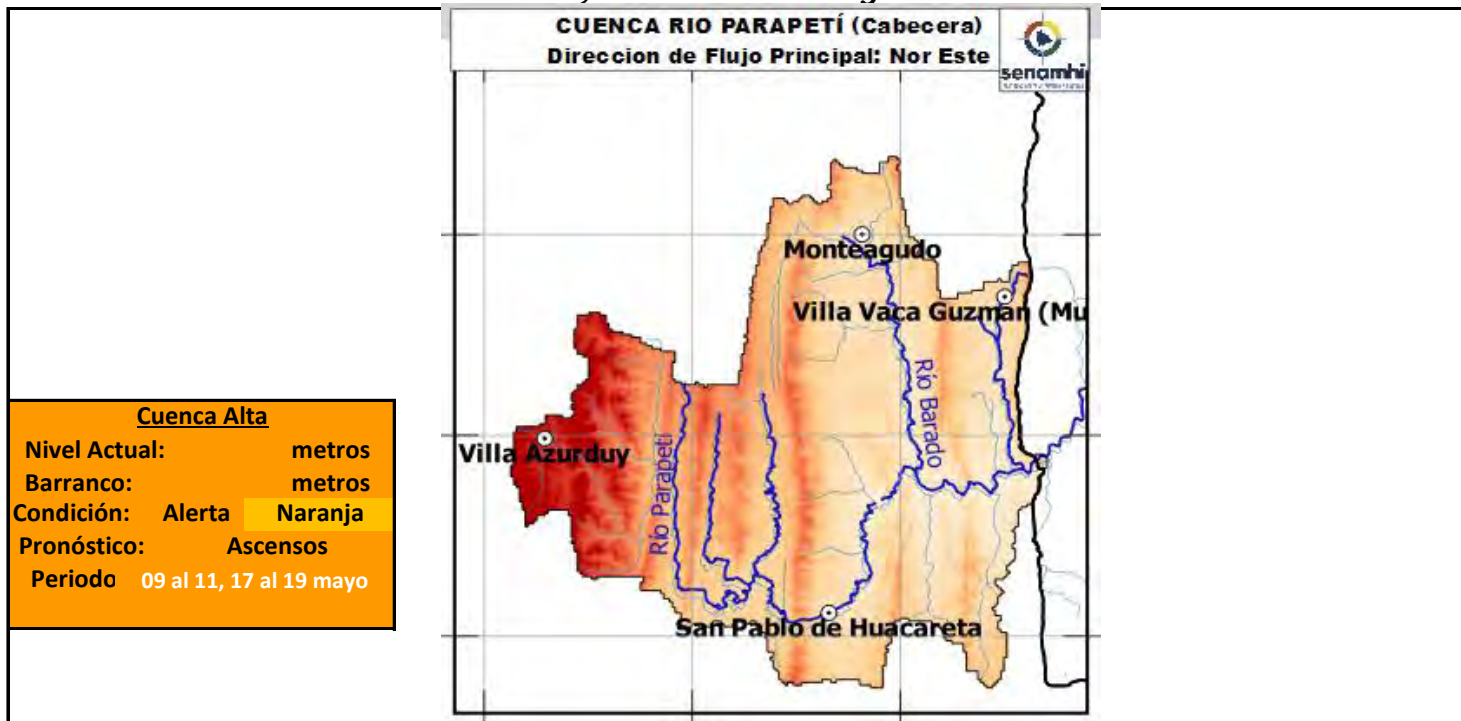 CUENCA RIO PARAPETÍ (Cabecera)
Direccion de Flujo Principal: Nor Este
senamhi
Monteagudo
Villa Vaca Guzmán (Mu
Río Barado
Villa Azurduy
Río Parapetí
San Pablo de Huacareta
Cuenca Alta
Nivel Actual: metros
Barranco: metros
Condición: Alerta Naranja
Pronóstico: Ascensos
Periodo 09 al 11, 17 al 19 mayo